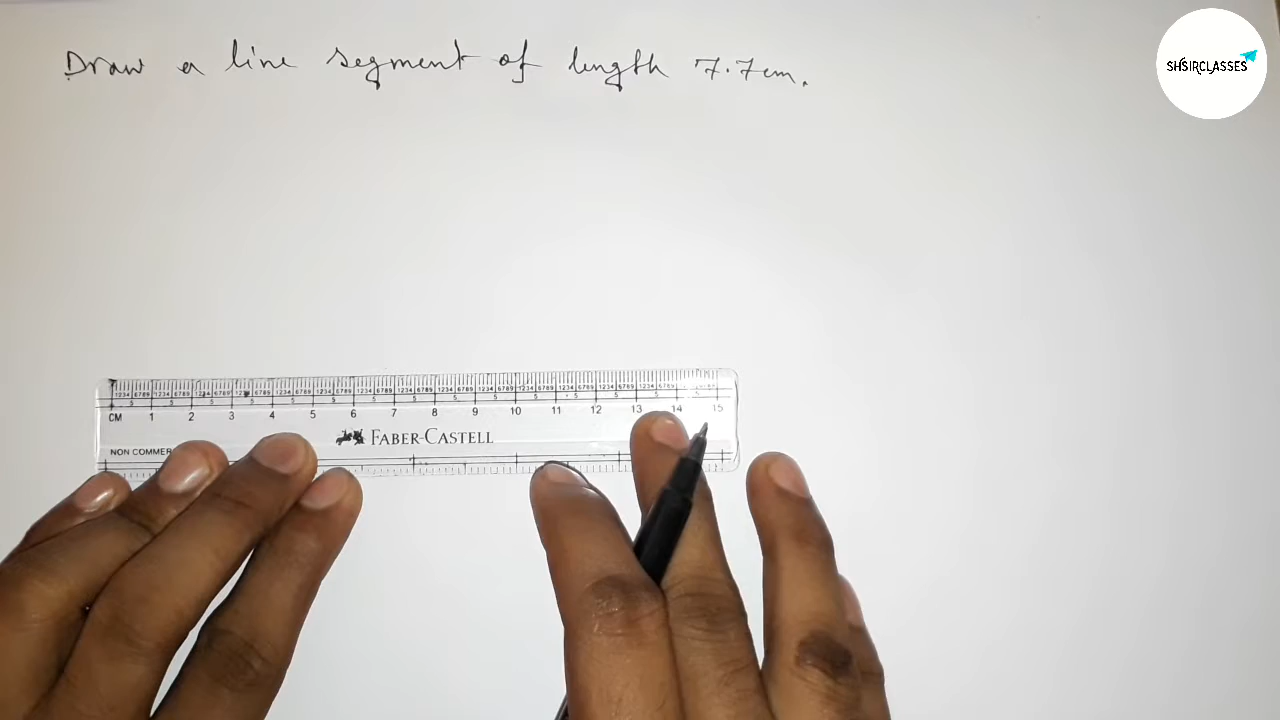 Draw a line segment of length 7.7cm.
SHSIRCLASSES
CM 1 2 3 4 5 6 7 8 9 10 11 12 13 14 15
FABER-CASTELL
NON COMMER